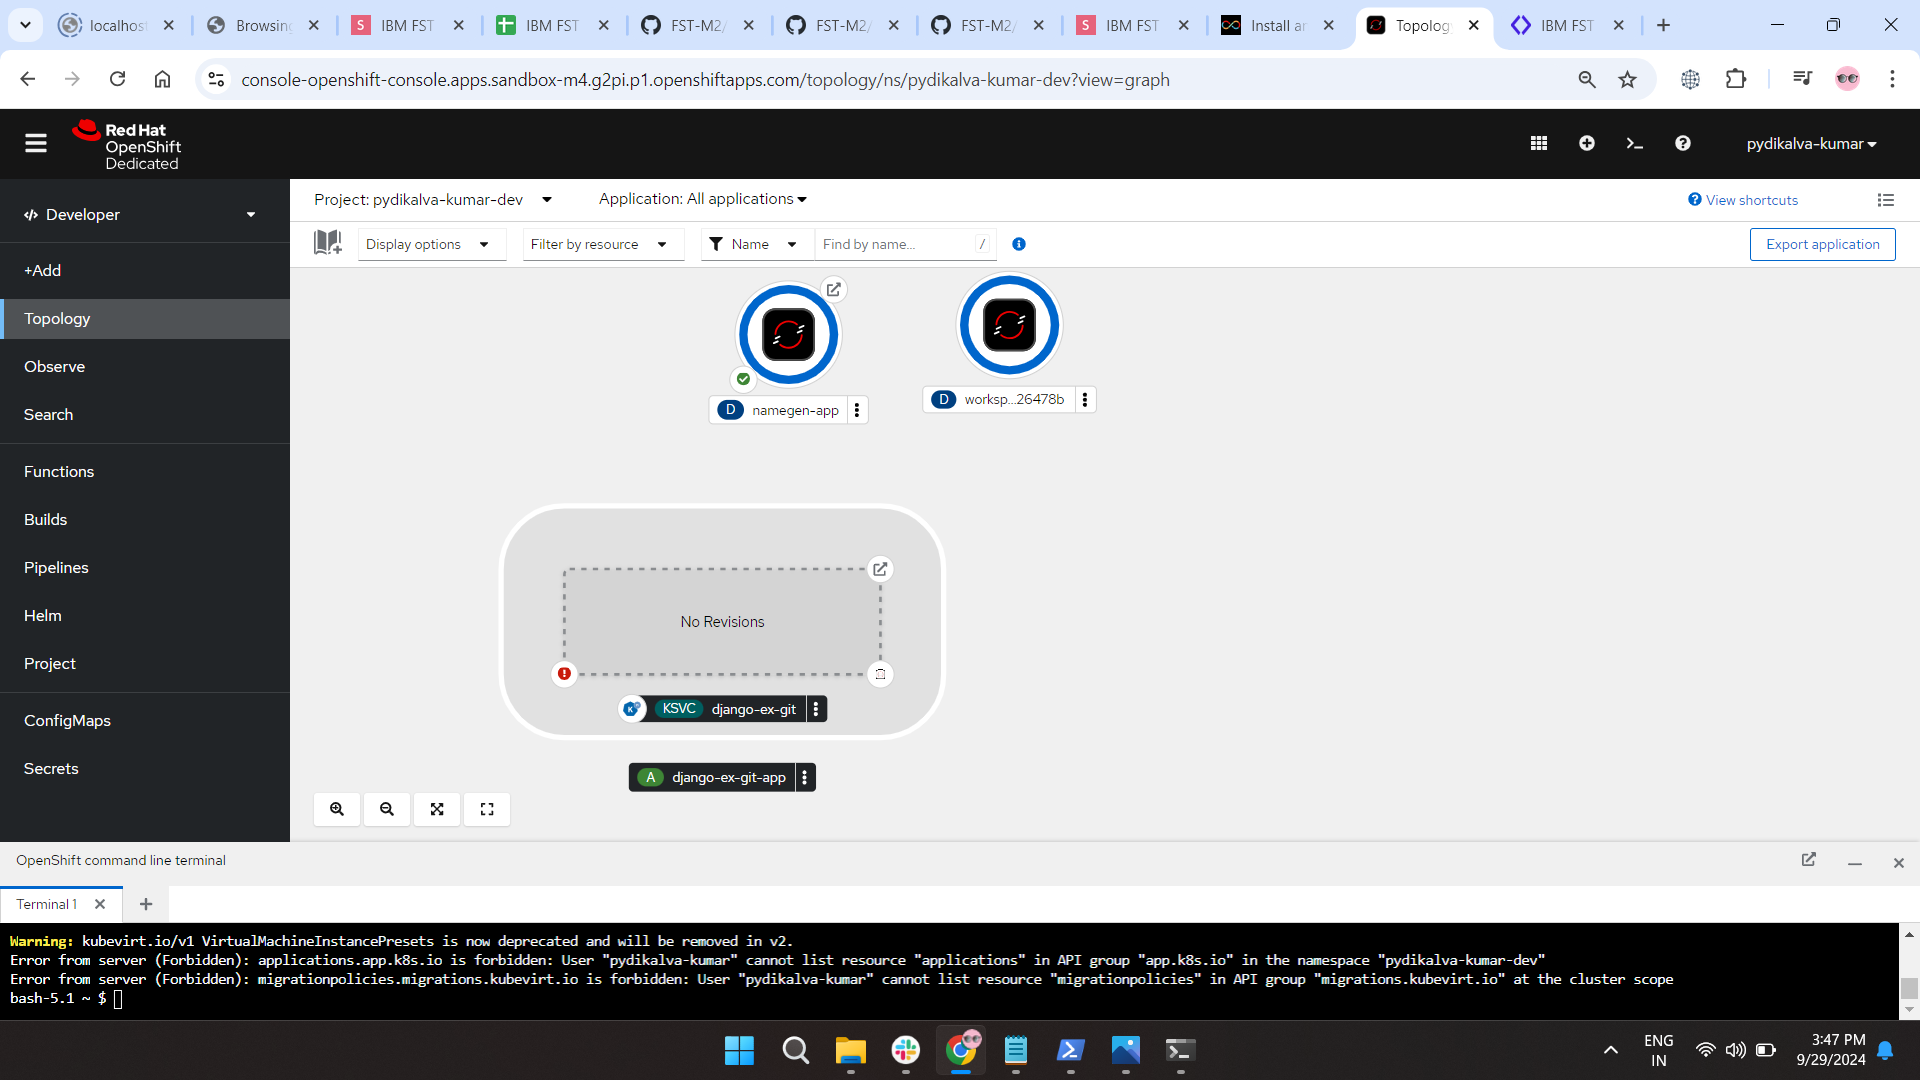 localhost
Browsing
IBM FST
IBM FST
FST-M2/
FST-M2/
FST-M2/
IBM FST
Install an
Topolog
IBM FST
console-openshift-console.apps.sandbox-m4.g2pi.p1.openshiftapps.com/topology/ns/pydikalva-kumar-dev?view=graph
Red Hat
OpenShift
Dedicated
pydikalva-kumar
Developer
Project: pydikalva-kumar-dev
Application: All applications
View shortcuts
Display options
Filter by resource
Name
Find by name...
/
Export application
+Add
Topology
Observe
Search
Functions
Builds
Pipelines
Helm
Project
ConfigMaps
Secrets
D namegen-app
D worksp...26478b
No Revisions
KSVC django-ex-git
A django-ex-git-app
OpenShift command line terminal
Terminal 1
Warning: kubevirt.io/v1 VirtualMachineInstancePresets is now deprecated and will be removed in v2.
Error from server (Forbidden): applications.app.k8s.io is forbidden: User "pydikalva-kumar" cannot list resource "applications" in API group "app.k8s.io" in the namespace "pydikalva-kumar-dev"
Error from server (Forbidden): migrationpolicies.migrations.kubevirt.io is forbidden: User "pydikalva-kumar" cannot list resource "migrationpolicies" in API group "migrations.kubevirt.io" at the cluster scope
bash-5.1 ~ $
ENG
IN
3:47 PM
9/29/2024